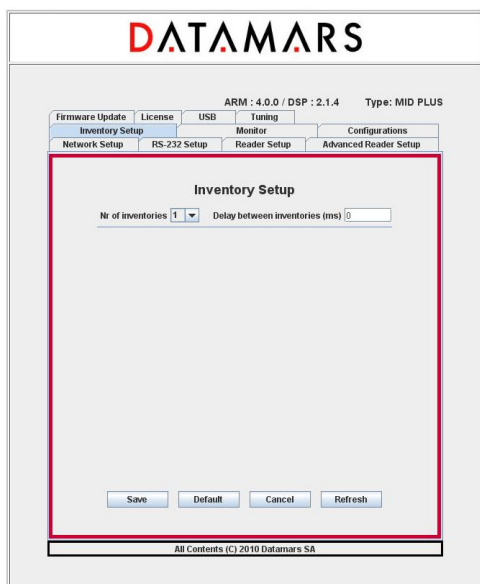 DATAMARS
ARM : 4.0.0 / DSP : 2.1.4 Type: MID PLUS
Firmware Update License USB Tuning
Inventory Setup Monitor Configurations
Network Setup RS-232 Setup Reader Setup Advanced Reader Setup
Inventory Setup
Nr of inventories 1 Delay between inventories (ms) 0
Save Default Cancel Refresh
All Contents (C) 2010 Datamars SA